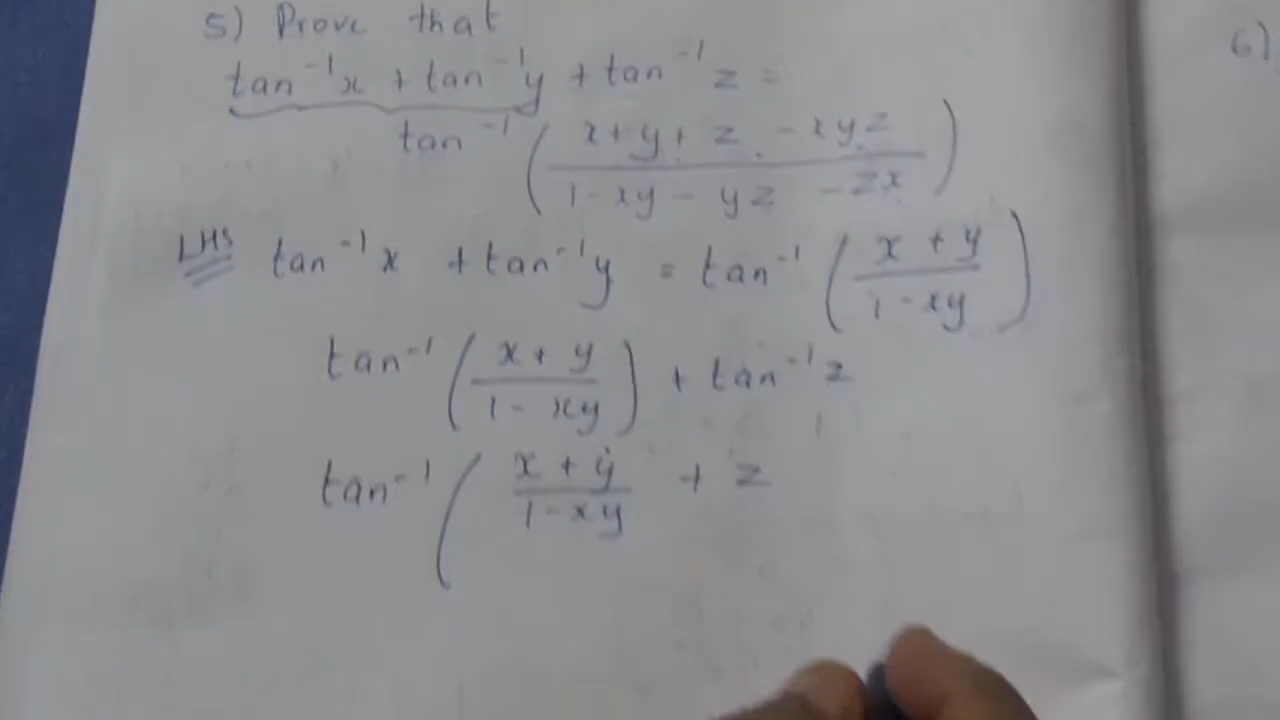 5) Prove that
6)
tan⁻¹x + tan⁻¹y + tan⁻¹z =
tan⁻¹ ( x+y+z -xyz / 1-xy-yz-zx )
LHS tan⁻¹x + tan⁻¹y = tan⁻¹ ( x+y / 1-xy )
tan⁻¹ ( x+y / 1-xy ) + tan⁻¹z
tan⁻¹ ( x+y / 1-xy + z